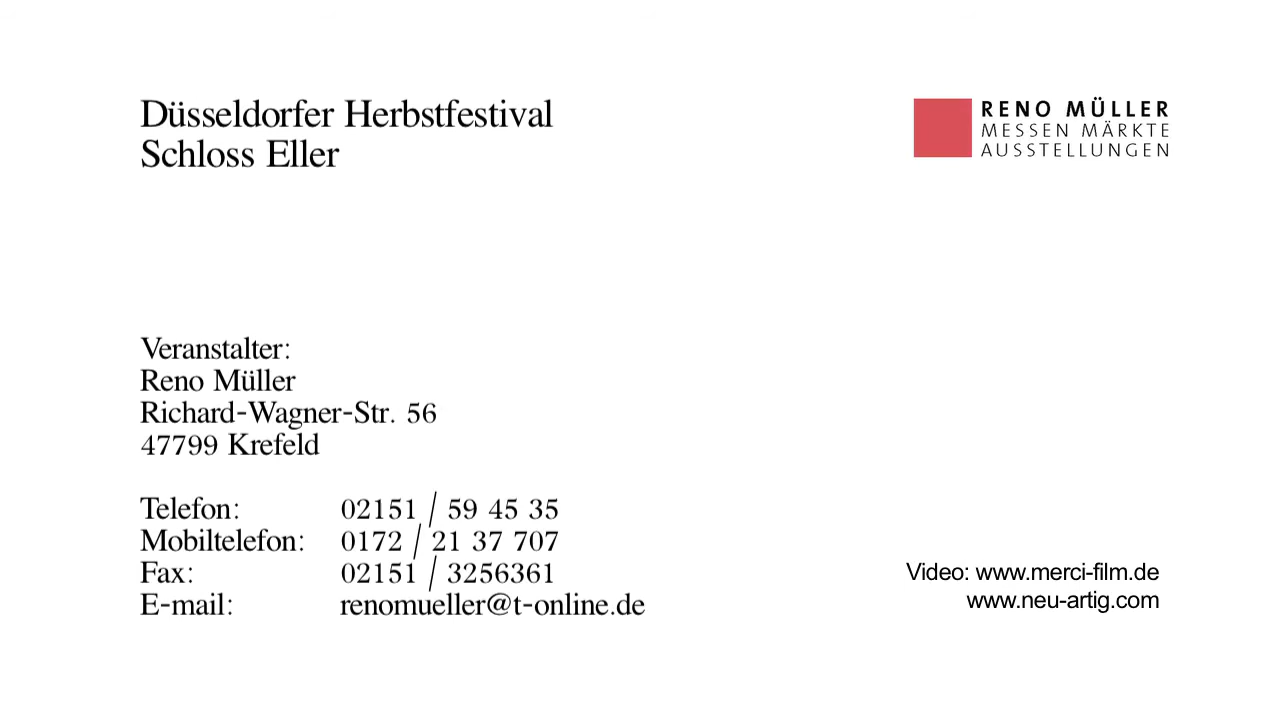 Düsseldorfer Herbstfestival
Schloss Eller
RENO MÜLLER
MESSEN MÄRKTE
AUSSTELLUNGEN
Veranstalter:
Reno Müller
Richard-Wagner-Str. 56
47799 Krefeld
Telefon: 02151 / 59 45 35
Mobiltelefon: 0172 / 21 37 707
Fax: 02151 / 3256361
E-mail: renomueller@t-online.de
Video: www.merci-film.de
www.neu-artig.com